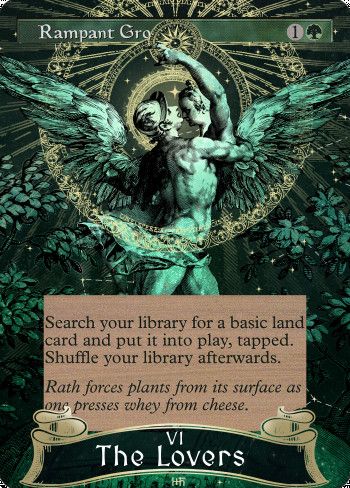 Rampant Gro
1
Search your library for a basic land
card and put it into play, tapped.
Shuffle your library afterwards.
Rath forces plants from its surface as
one presses whey from cheese.
VI
The Lovers